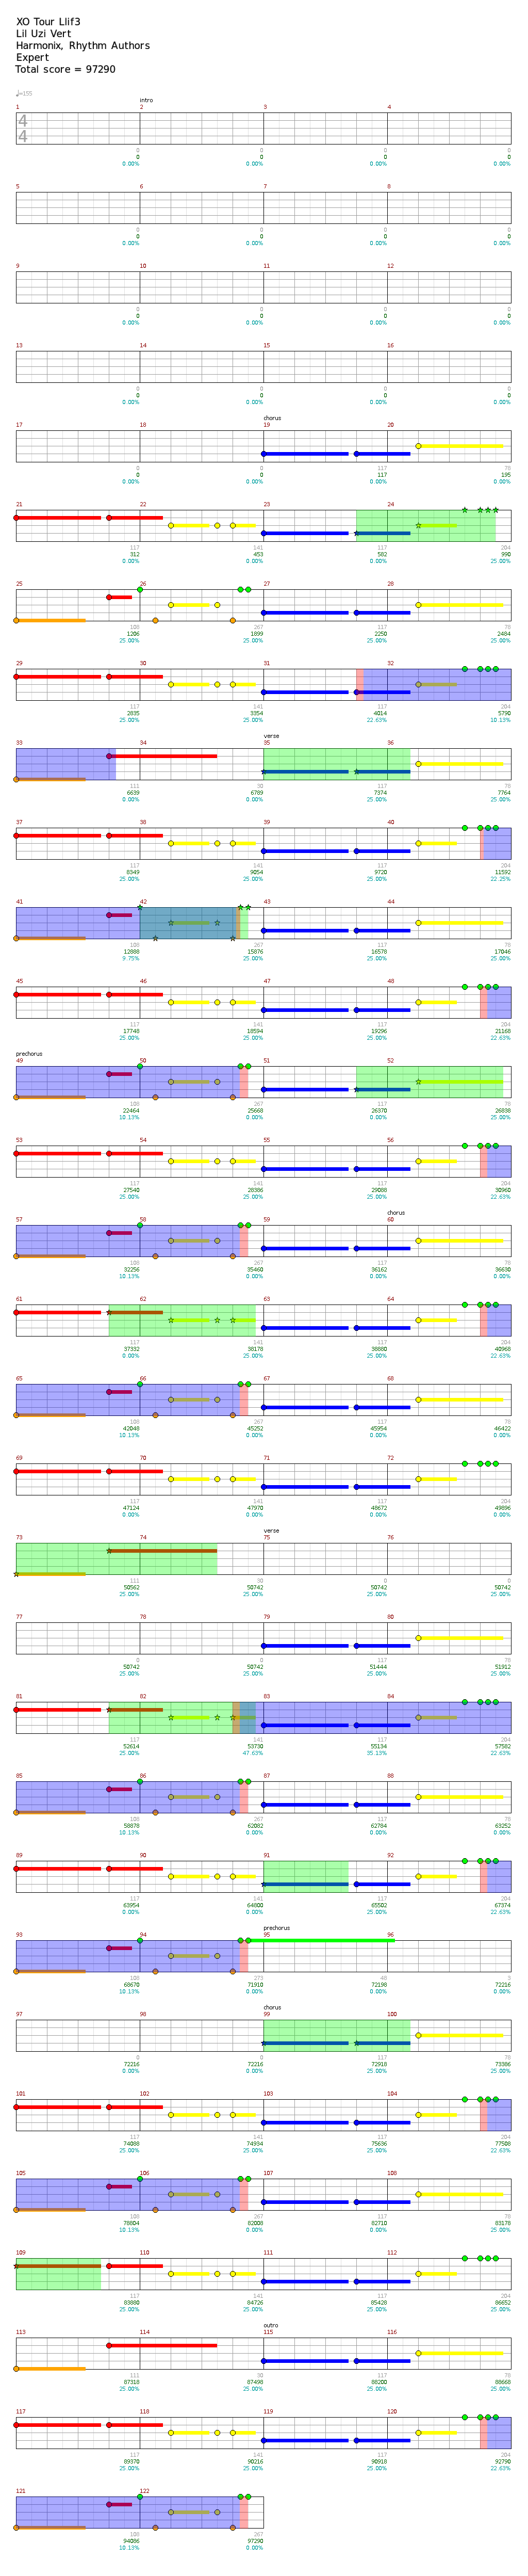 XO Tour Llif3
Lil Uzi Vert
Harmonix, Rhythm Authors
Expert
Total score = 97290
♩=155
intro
1 2 3 4
4
4
0 0 0 0
0 0 0 0
0.00% 0.00% 0.00% 0.00%
5 6 7 8
0 0 0 0
0 0 0 0
0.00% 0.00% 0.00% 0.00%
9 10 11 12
0 0 0 0
0 0 0 0
0.00% 0.00% 0.00% 0.00%
13 14 15 16
0 0 0 0
0 0 0 0
0.00% 0.00% 0.00% 0.00%
chorus
17 18 19 20
0 0 117 78
0 0 117 195
0.00% 0.00% 0.00% 0.00%
21 22 23 24
117 141 117 204
312 453 582 990
0.00% 0.00% 0.00% 25.00%
25 26 27 28
108 267 117 78
1206 1899 2250 2484
25.00% 25.00% 25.00% 25.00%
29 30 31 32
117 141 117 204
2835 3354 4014 5790
25.00% 25.00% 22.63% 10.13%
verse
33 34 35 36
111 30 117 78
6639 6789 7374 7764
0.00% 0.00% 25.00% 25.00%
37 38 39 40
117 141 117 204
8349 9054 9720 11592
25.00% 25.00% 25.00% 22.25%
41 42 43 44
108 267 117 78
12888 15876 16578 17046
9.75% 25.00% 25.00% 25.00%
45 46 47 48
117 141 117 204
17748 18594 19296 21168
25.00% 25.00% 25.00% 22.63%
prechorus
49 50 51 52
108 267 117 78
22464 25668 26370 26838
10.13% 0.00% 0.00% 25.00%
53 54 55 56
117 141 117 204
27540 28386 29088 30960
25.00% 25.00% 25.00% 22.63%
chorus
57 58 59 60
108 267 117 78
32256 35460 36162 36630
10.13% 0.00% 0.00% 0.00%
61 62 63 64
117 141 117 204
37332 38178 38880 40968
0.00% 25.00% 25.00% 22.63%
65 66 67 68
108 267 117 78
42048 45252 45954 46422
10.13% 0.00% 0.00% 0.00%
69 70 71 72
117 141 117 204
47124 47970 48672 49896
0.00% 0.00% 0.00% 0.00%
verse
73 74 75 76
111 30 0 0
50562 50742 50742 50742
0.00% 25.00% 25.00% 25.00%
77 78 79 80
0 0 117 78
50742 50742 51444 51912
25.00% 25.00% 25.00% 25.00%
81 82 83 84
117 141 117 204
52614 53730 55134 57582
25.00% 47.63% 35.13% 22.63%
85 86 87 88
108 267 117 78
58878 62082 62784 63252
10.13% 0.00% 0.00% 0.00%
89 90 91 92
117 141 117 204
63954 64800 65502 67374
0.00% 0.00% 25.00% 22.63%
prechorus
93 94 95 96
108 273 48 3
68670 71910 72198 72216
10.13% 0.00% 0.00% 0.00%
chorus
97 98 99 100
0 0 117 78
72216 72216 72918 73386
0.00% 0.00% 25.00% 25.00%
101 102 103 104
117 141 117 204
74088 74934 75636 77508
25.00% 25.00% 25.00% 22.63%
105 106 107 108
108 267 117 78
78804 82008 82710 83178
10.13% 0.00% 0.00% 25.00%
109 110 111 112
117 141 117 204
83880 84726 85428 86652
25.00% 25.00% 25.00% 25.00%
outro
113 114 115 116
111 30 117 78
87318 87498 88200 88668
25.00% 25.00% 25.00% 25.00%
117 118 119 120
117 141 117 204
89370 90216 90918 92790
25.00% 25.00% 25.00% 22.63%
121 122
108 267
94086 97290
10.13% 0.00%